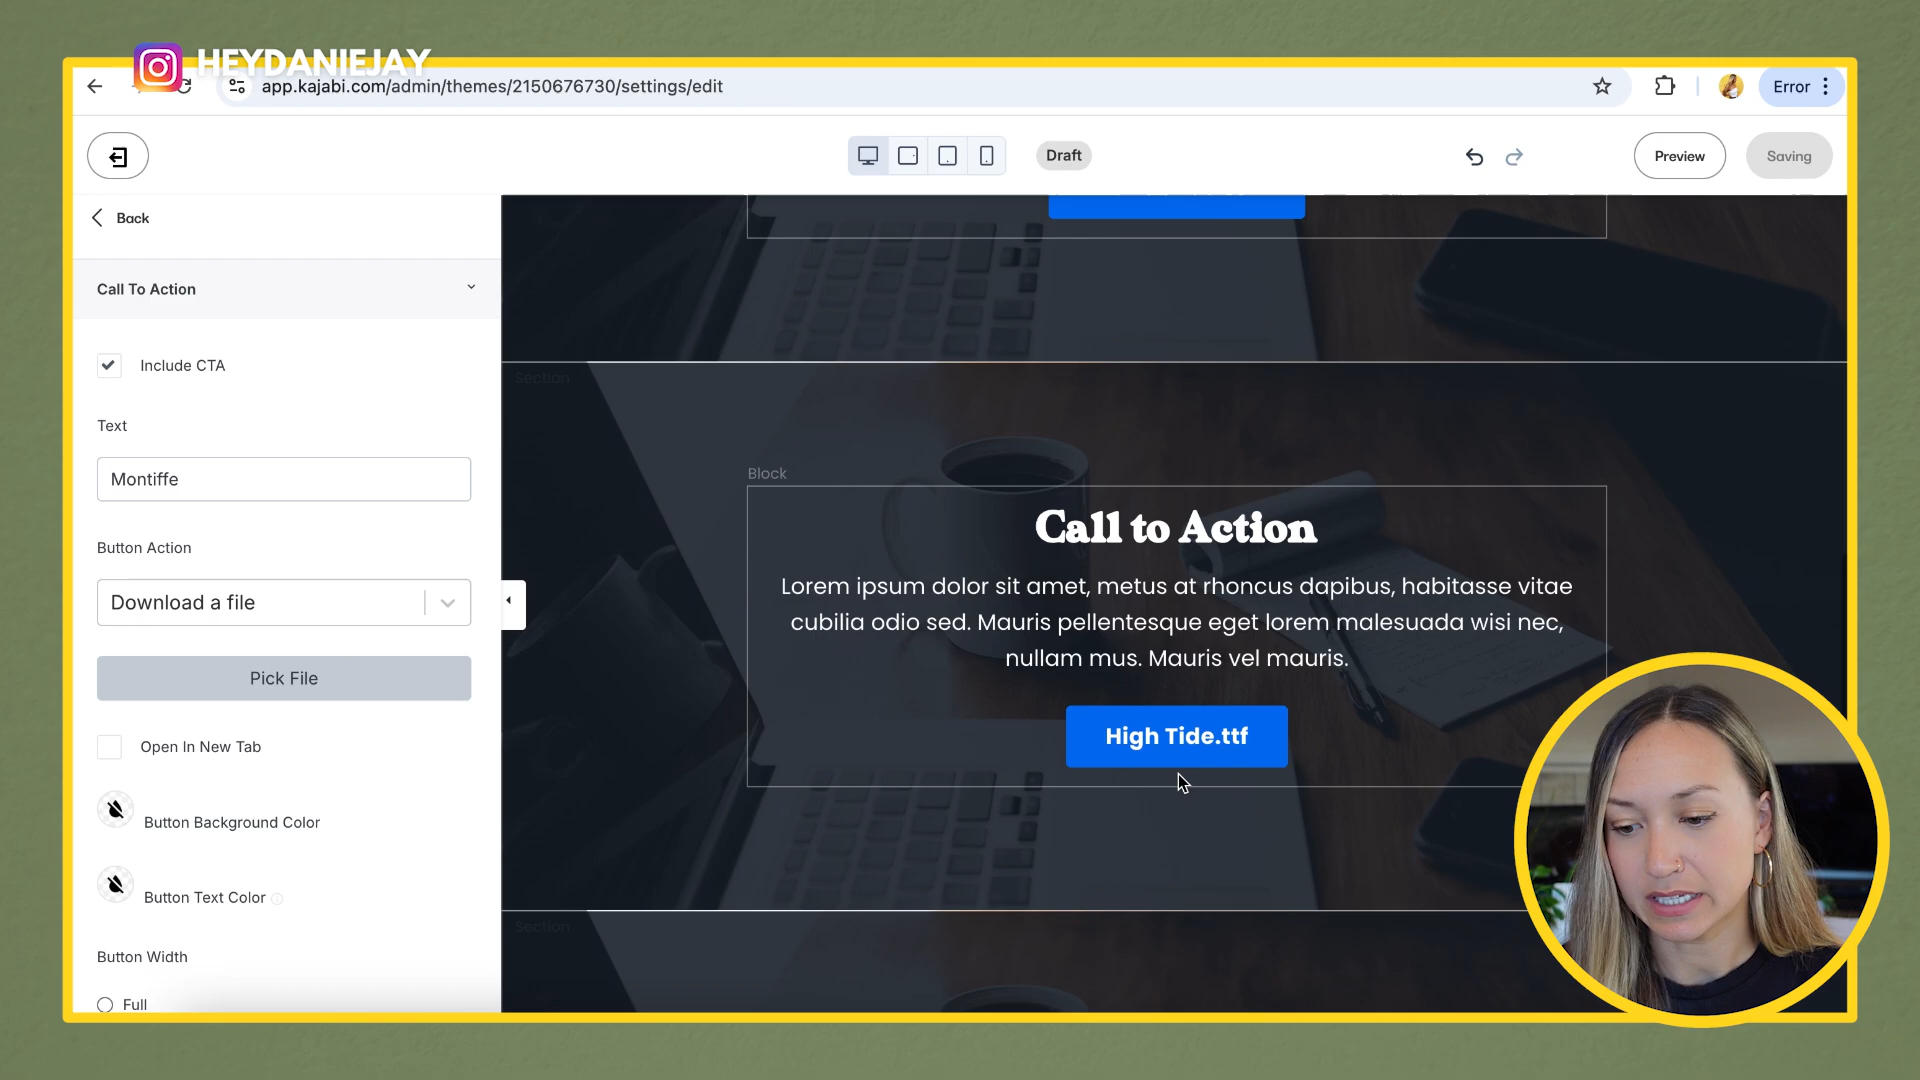 HEYDANIEJAY
app.kajabi.com/admin/themes/2150676730/settings/edit
Error
Draft
Preview
Saving
Back
Call To Action
Include CTA
Text
Montiffe
Button Action
Download a file
Pick File
Open In New Tab
Button Background Color
Button Text Color
Button Width
Full
Section
Block
Call to Action
Lorem ipsum dolor sit amet, metus at rhoncus dapibus, habitasse vitae
cubilia odio sed. Mauris pellentesque eget lorem malesuada wisi nec,
nullam mus. Mauris vel mauris.
High Tide.ttf
Section